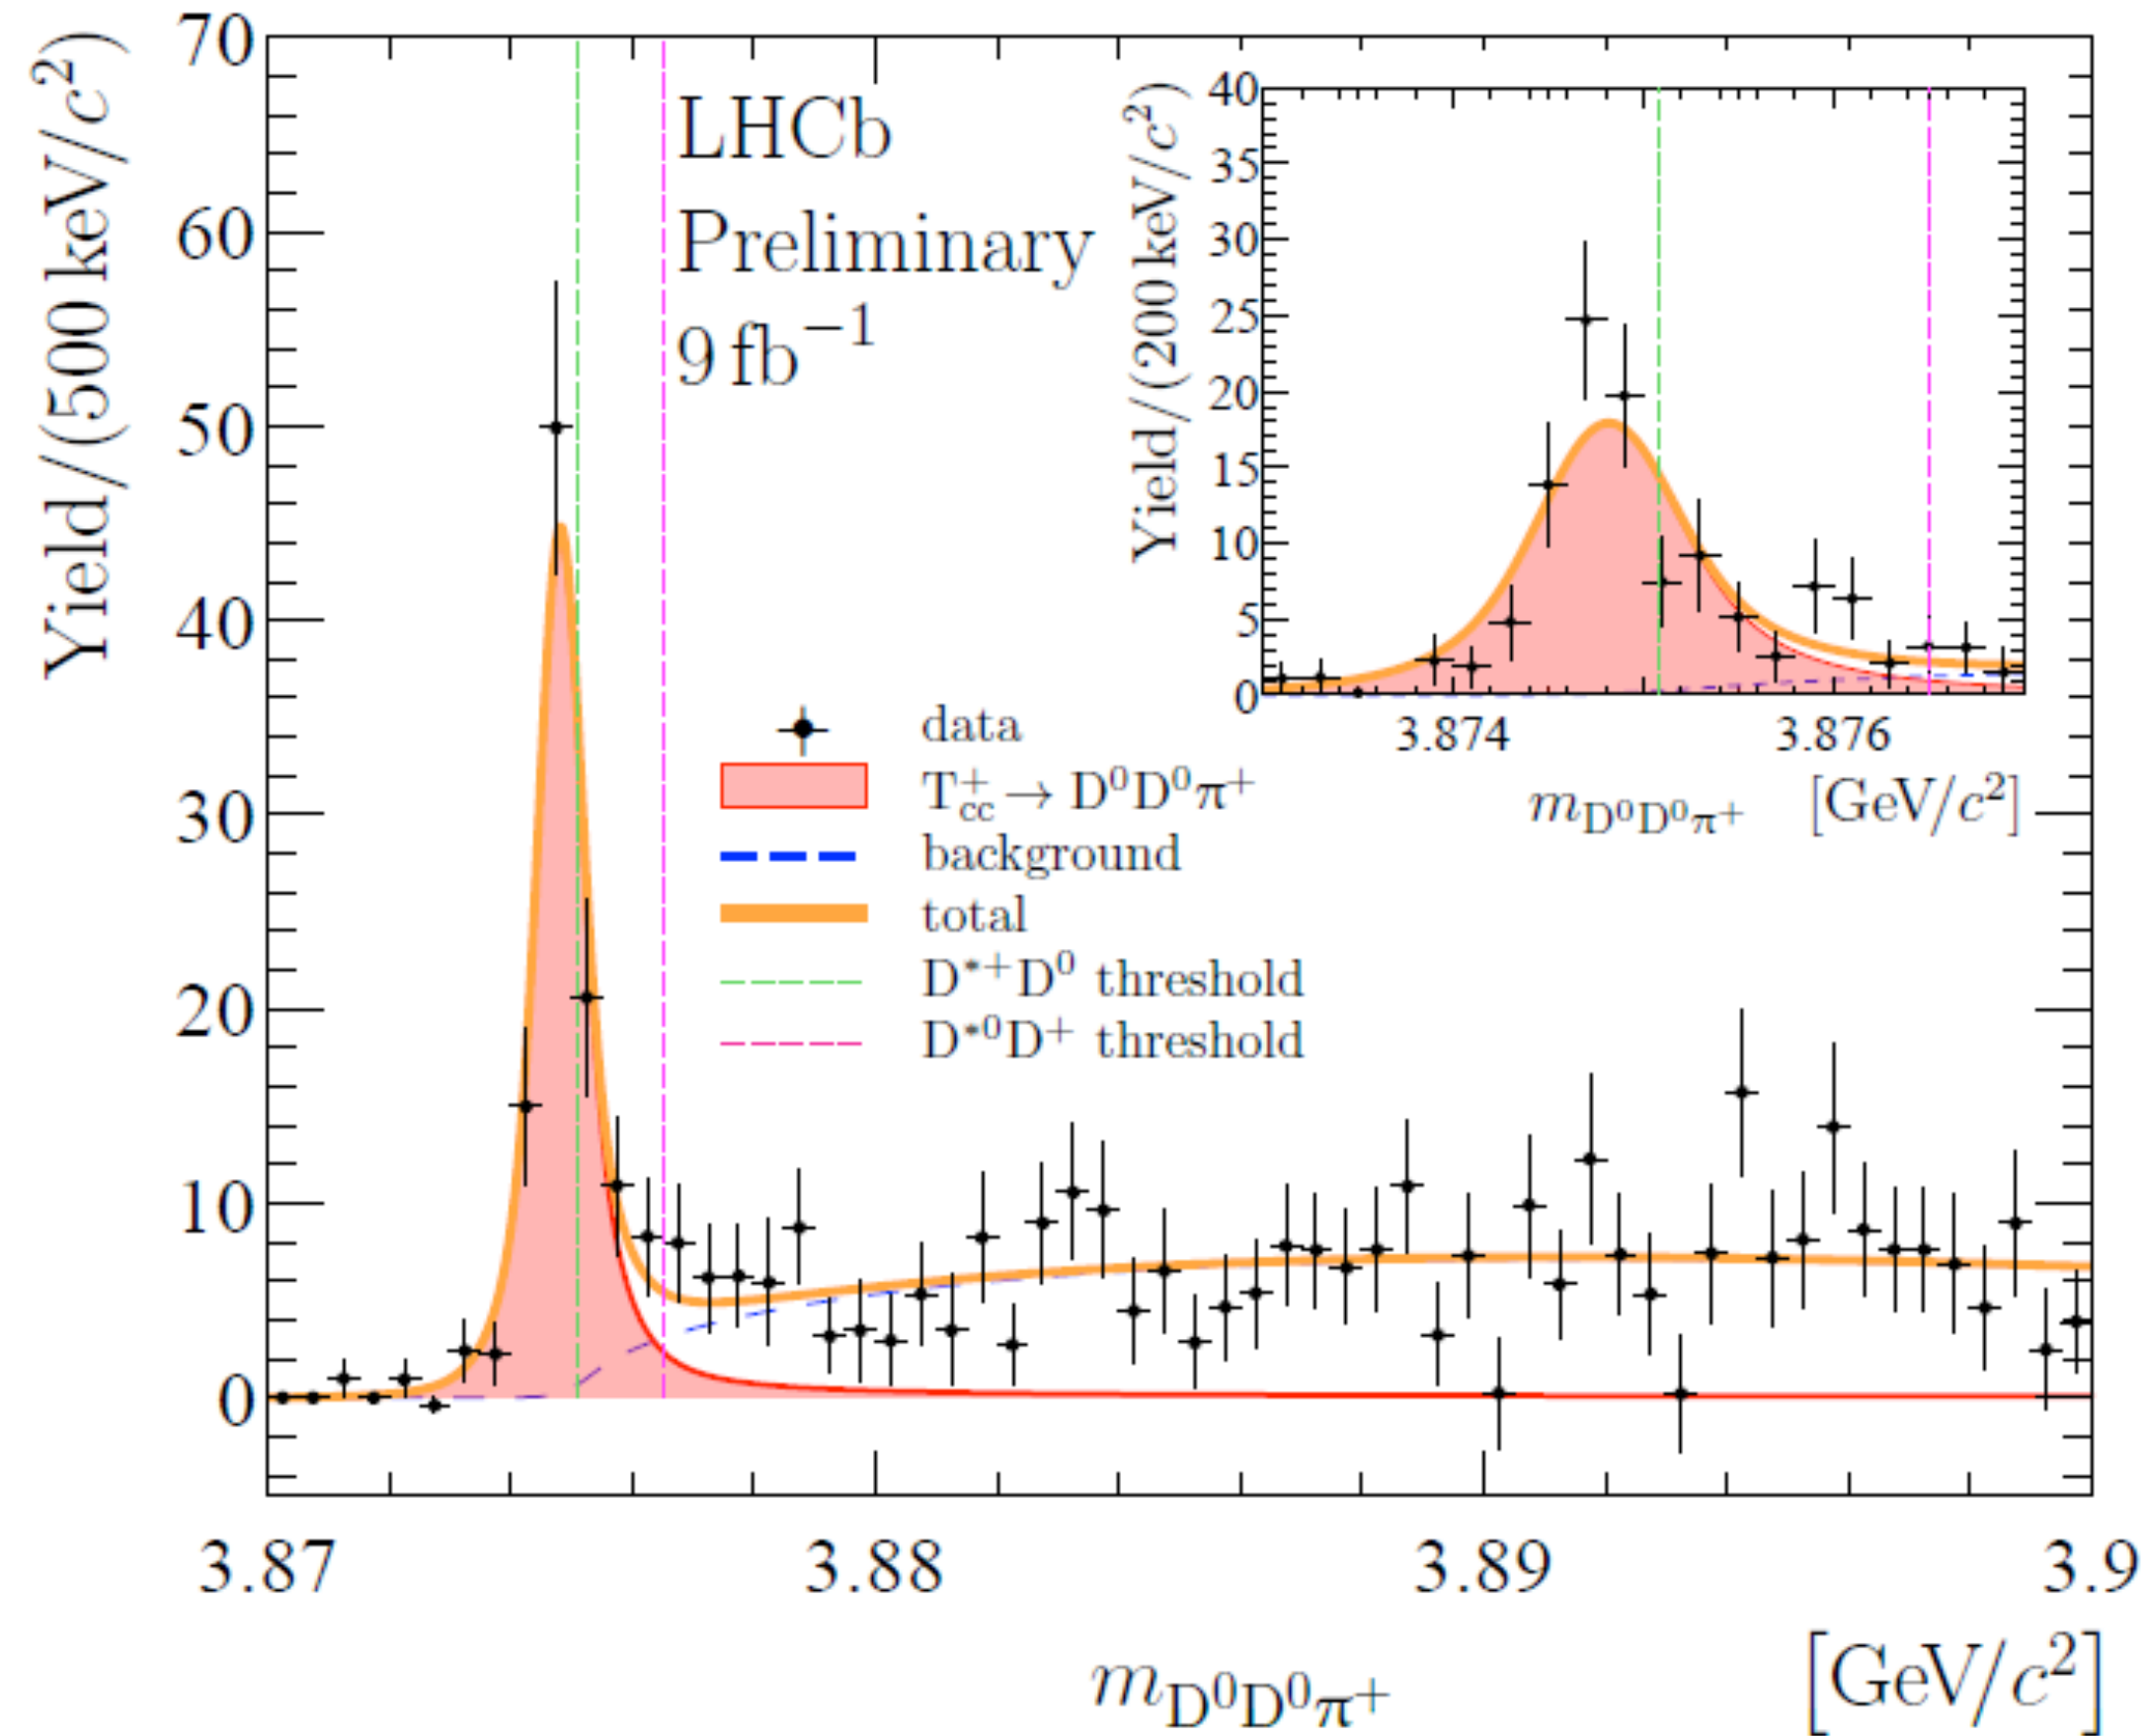 Yield/(500 keV/c²)
70
60
50
40
30
20
10
0
LHCb
Preliminary
9 fb⁻¹
Yield/(200 keV/c²)
40
35
30
25
20
15
10
5
0
3.874 3.876
m_D⁰D⁰π⁺ [GeV/c²]
data
T⁺cc → D⁰D⁰π⁺
background
total
D*⁺D⁰ threshold
D*⁰D⁺ threshold
3.87 3.88 3.89 3.9
m_D⁰D⁰π⁺ [GeV/c²]